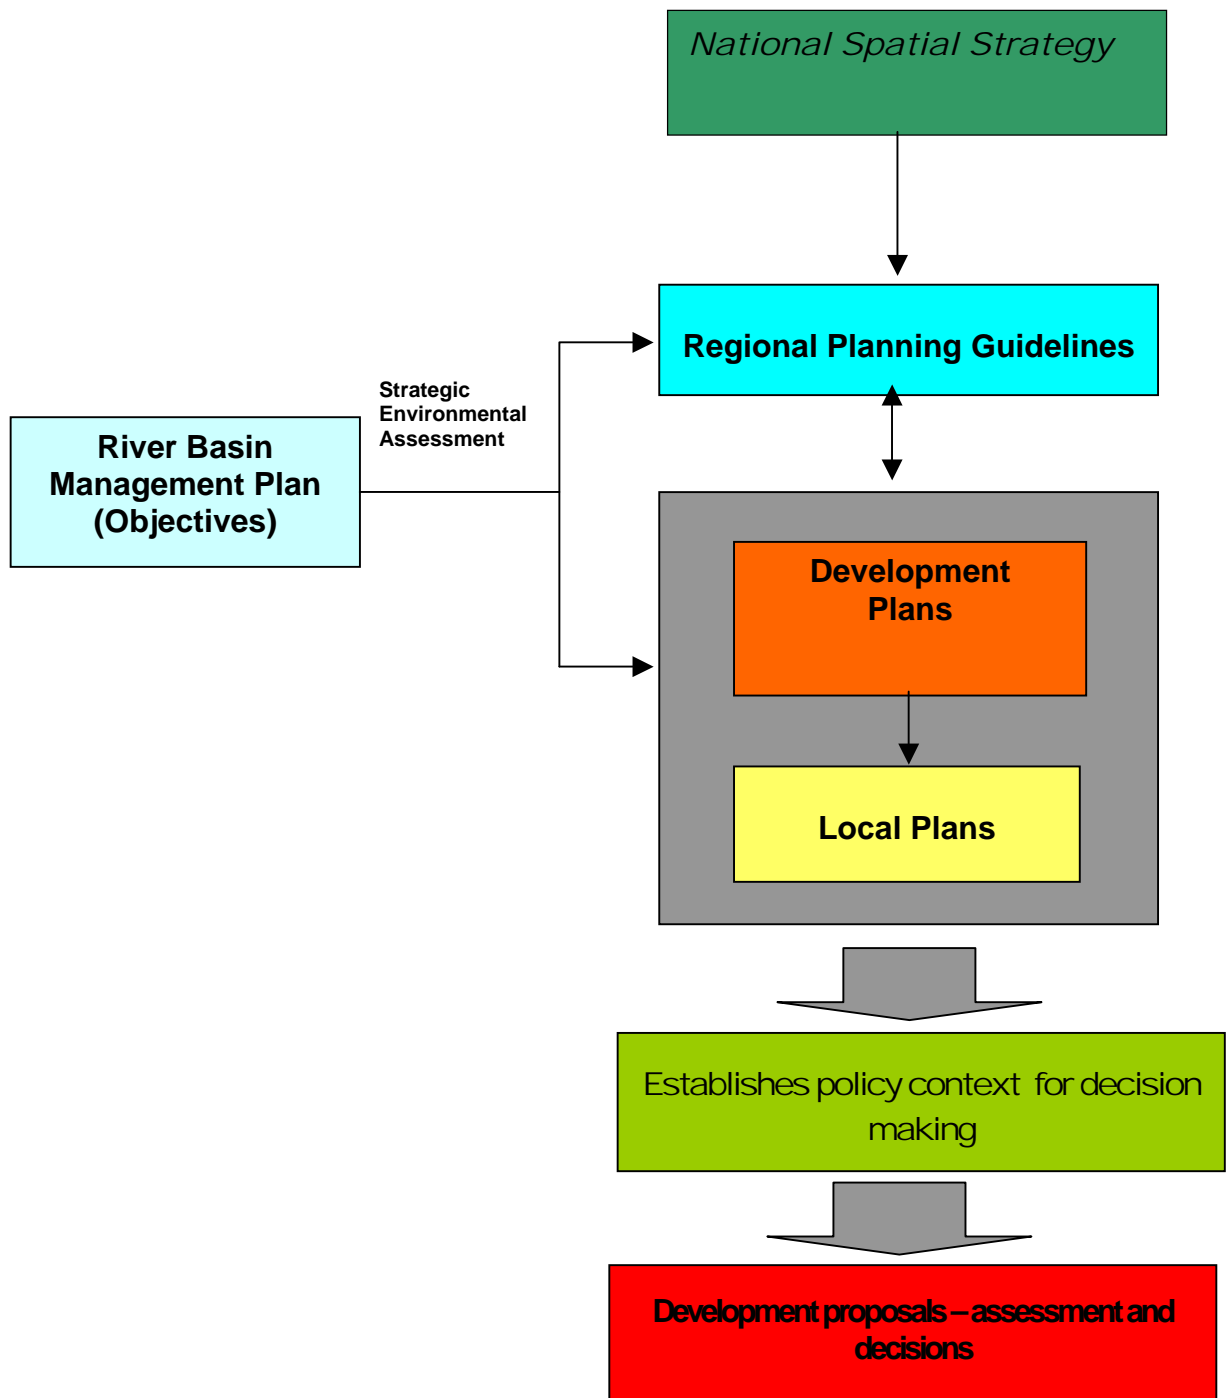 National Spatial Strategy
Regional Planning Guidelines
Strategic
Environmental
Assessment
River Basin
Management Plan
(Objectives)
Development
Plans
Local Plans
Establishes policy context for decision
making
Development proposals – assessment and
decisions